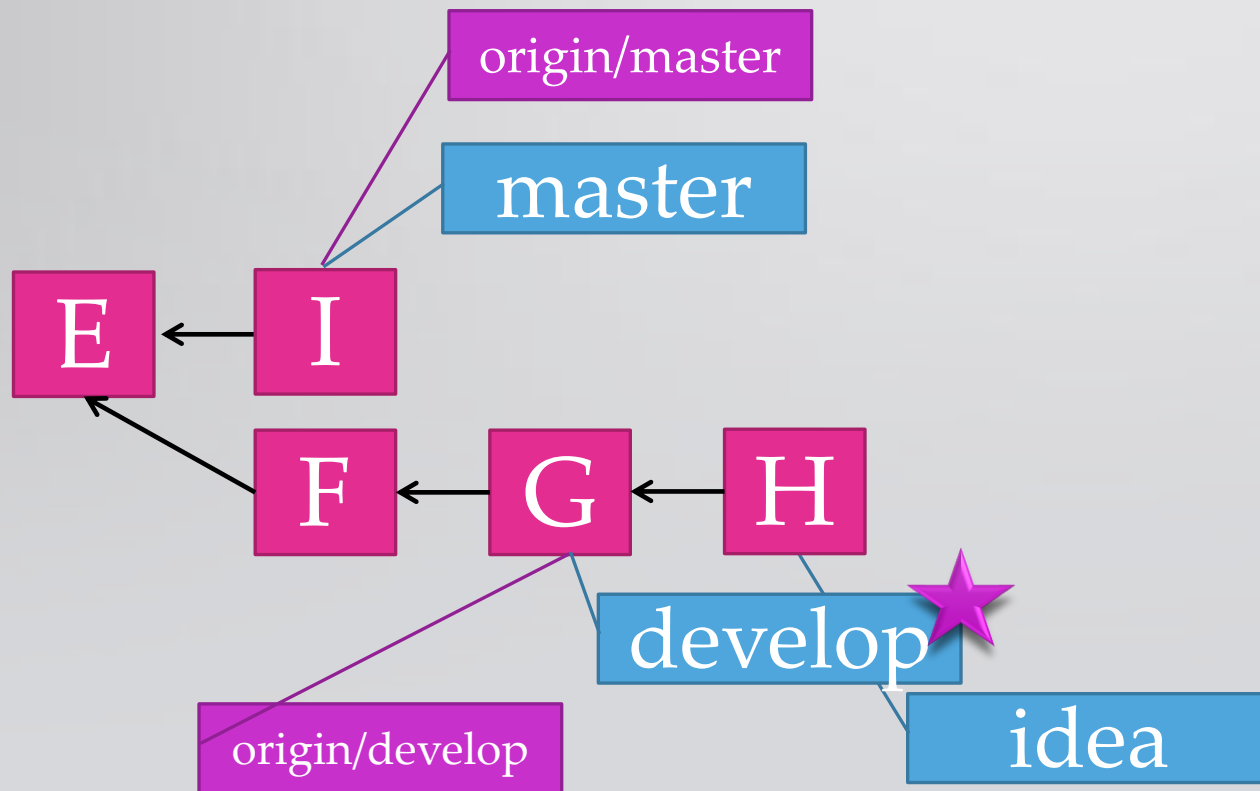 origin/master
master
E
I
F
G
H
develop
origin/develop
idea